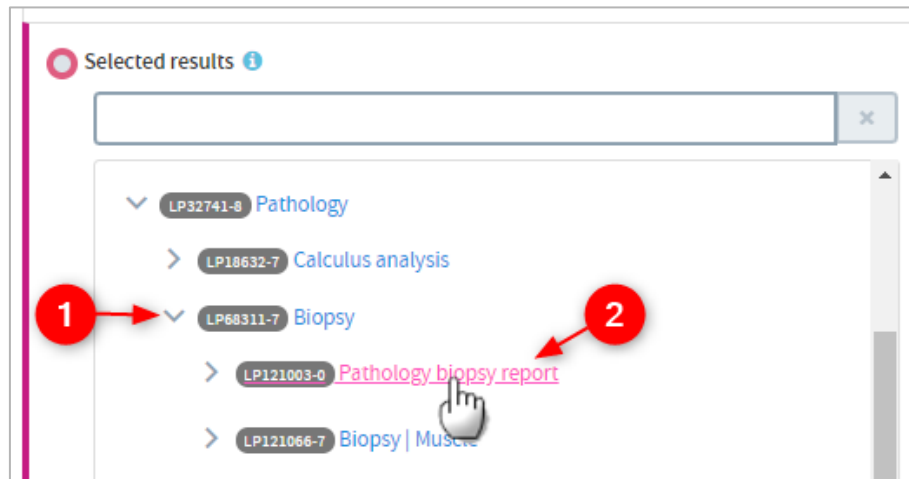 Selected results i
LP32741-8 Pathology
LP18632-7 Calculus analysis
1 LP68311-7 Biopsy 2
LP121003-0 Pathology biopsy report
LP121066-7 Biopsy | Muscle